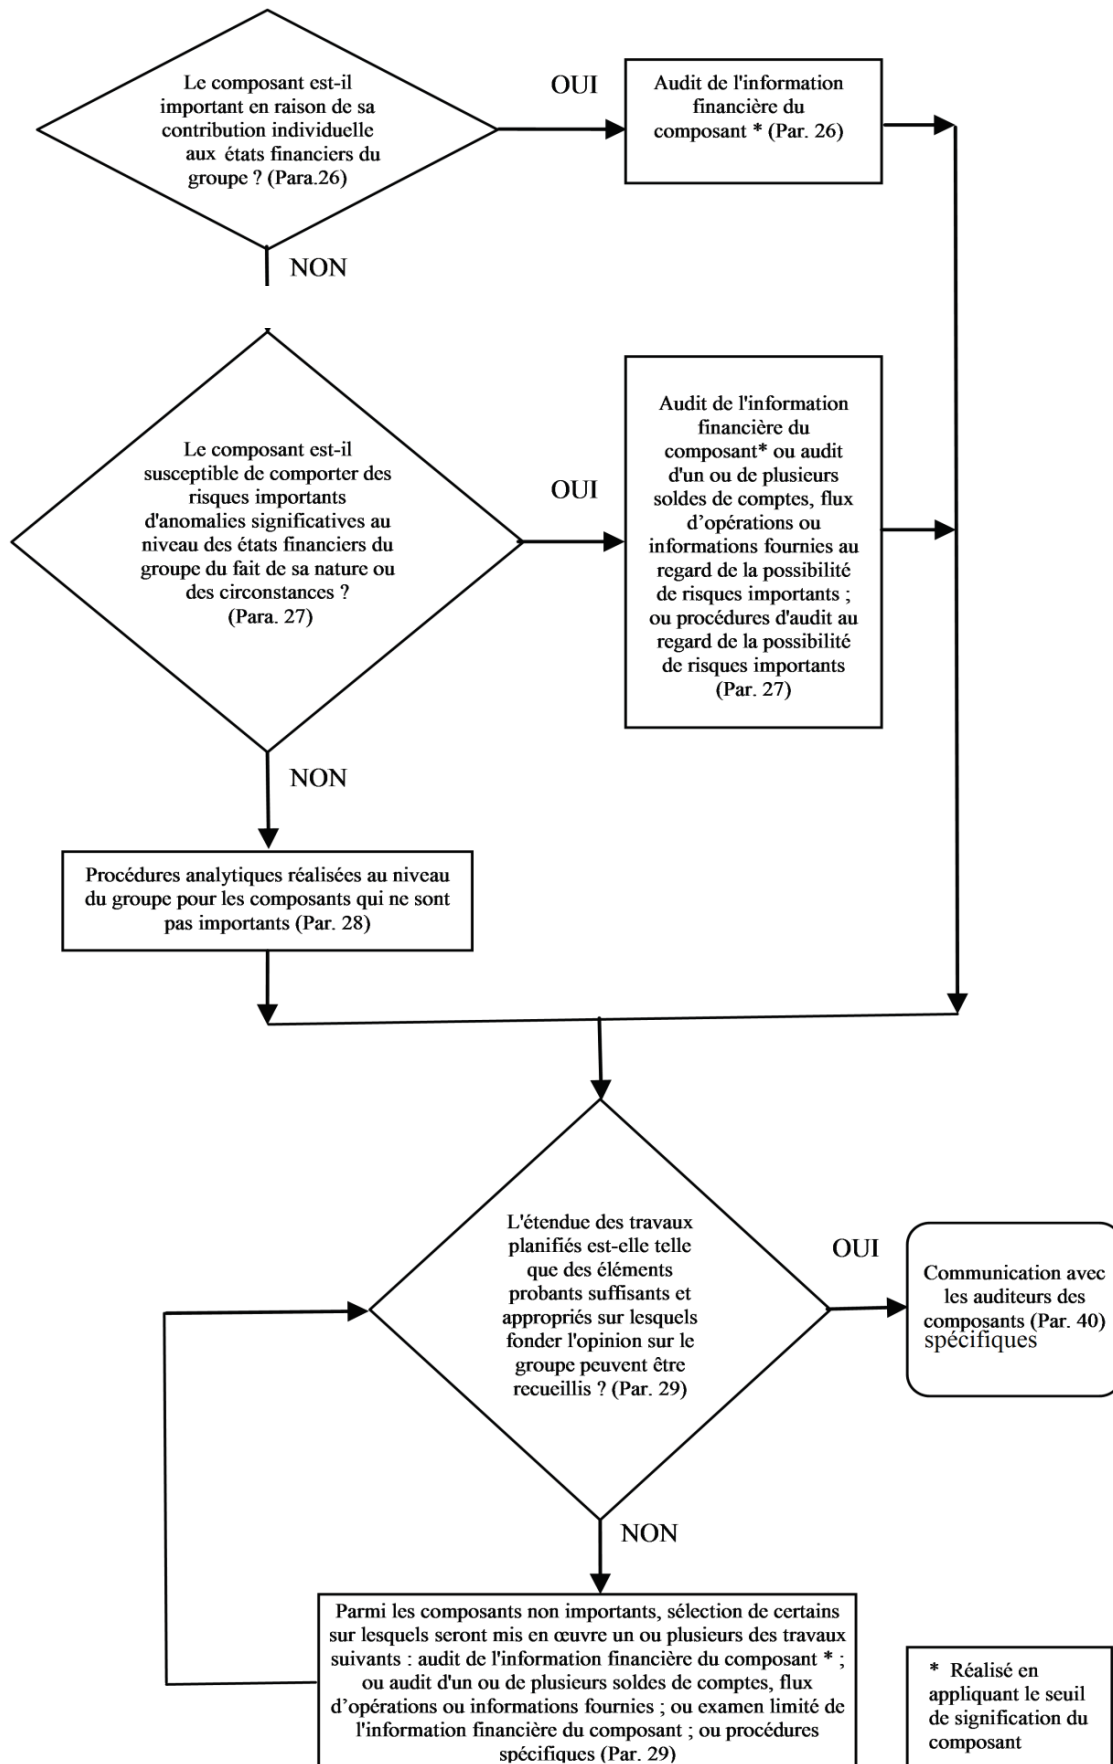 Le composant est-il
important en raison de sa
contribution individuelle
aux états financiers du
groupe ? (Para.26)
OUI
Audit de l'information
financière du
composant * (Par. 26)
NON
Le composant est-il
susceptible de comporter des
risques importants
d'anomalies significatives au
niveau des états financiers du
groupe du fait de sa nature ou
des circonstances ?
(Para. 27)
OUI
Audit de l'information
financière du
composant* ou audit
d'un ou de plusieurs
soldes de comptes, flux
d’opérations ou
informations fournies au
regard de la possibilité
de risques importants ;
ou procédures d'audit au
regard de la possibilité
de risques importants
(Par. 27)
NON
Procédures analytiques réalisées au niveau
du groupe pour les composants qui ne sont
pas importants (Par. 28)
L'étendue des travaux
planifiés est-elle telle
que des éléments
probants suffisants et
appropriés sur lesquels
fonder l'opinion sur le
groupe peuvent être
recueillis ? (Par. 29)
OUI
Communication avec
les auditeurs des
composants (Par. 40)
spécifiques
NON
Parmi les composants non importants, sélection de certains
sur lesquels seront mis en œuvre un ou plusieurs des travaux
suivants : audit de l'information financière du composant * ;
ou audit d'un ou de plusieurs soldes de comptes, flux
d’opérations ou informations fournies ; ou examen limité de
l'information financière du composant ; ou procédures
spécifiques (Par. 29)
* Réalisé en
appliquant le seuil
de signification du
composant